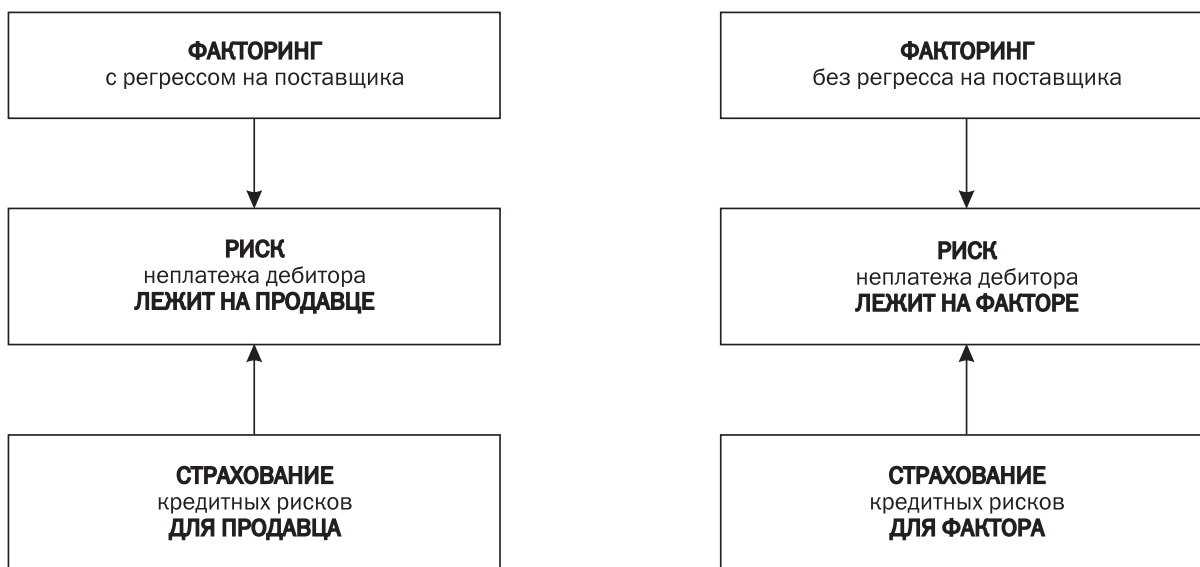 ФАКТОРИНГ
с регрессом на поставщика
РИСК
неплатежа дебитора
ЛЕЖИТ НА ПРОДАВЦЕ
СТРАХОВАНИЕ
кредитных рисков
ДЛЯ ПРОДАВЦА
ФАКТОРИНГ
без регресса на поставщика
РИСК
неплатежа дебитора
ЛЕЖИТ НА ФАКТОРЕ
СТРАХОВАНИЕ
кредитных рисков
ДЛЯ ФАКТОРА